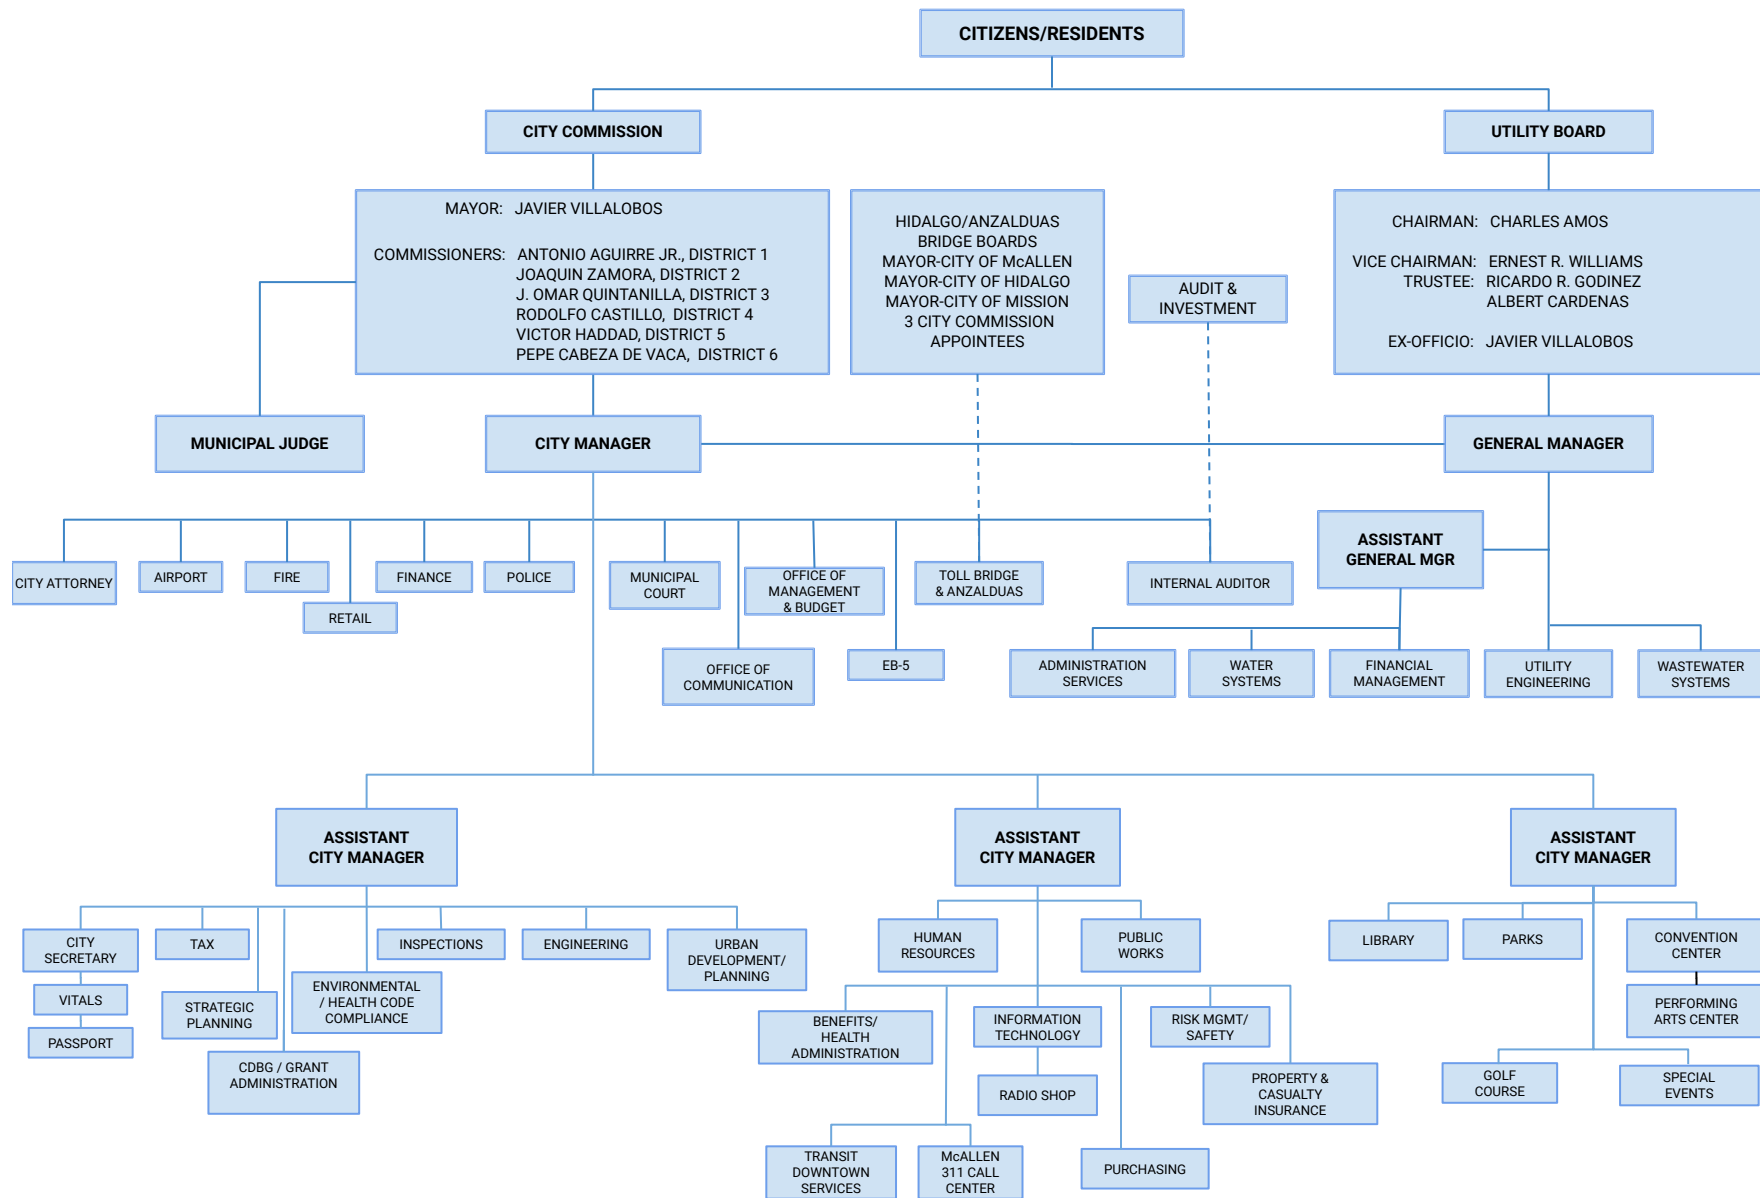 CITIZENS/RESIDENTS
CITY COMMISSION
UTILITY BOARD
MAYOR: JAVIER VILLALOBOS
COMMISSIONERS: ANTONIO AGUIRRE JR., DISTRICT 1
JOAQUIN ZAMORA, DISTRICT 2
J. OMAR QUINTANILLA, DISTRICT 3
RODOLFO CASTILLO, DISTRICT 4
VICTOR HADDAD, DISTRICT 5
PEPE CABEZA DE VACA, DISTRICT 6
HIDALGO/ANZALDUAS
BRIDGE BOARDS
MAYOR-CITY OF McALLEN
MAYOR-CITY OF HIDALGO
MAYOR-CITY OF MISSION
3 CITY COMMISSION
APPOINTEES
AUDIT &
INVESTMENT
CHAIRMAN: CHARLES AMOS
VICE CHAIRMAN: ERNEST R. WILLIAMS
TRUSTEE: RICARDO R. GODINEZ
ALBERT CARDENAS
EX-OFFICIO: JAVIER VILLALOBOS
MUNICIPAL JUDGE
CITY MANAGER
GENERAL MANAGER
ASSISTANT
GENERAL MGR
CITY ATTORNEY
AIRPORT
FIRE
RETAIL
FINANCE
POLICE
MUNICIPAL
COURT
OFFICE OF
COMMUNICATION
OFFICE OF
MANAGEMENT
& BUDGET
EB-5
TOLL BRIDGE
& ANZALDUAS
INTERNAL AUDITOR
ADMINISTRATION
SERVICES
WATER
SYSTEMS
FINANCIAL
MANAGEMENT
UTILITY
ENGINEERING
WASTEWATER
SYSTEMS
ASSISTANT
CITY MANAGER
ASSISTANT
CITY MANAGER
ASSISTANT
CITY MANAGER
CITY
SECRETARY
VITALS
PASSPORT
TAX
STRATEGIC
PLANNING
CDBG / GRANT
ADMINISTRATION
ENVIRONMENTAL
/ HEALTH CODE
COMPLIANCE
INSPECTIONS
ENGINEERING
URBAN
DEVELOPMENT/
PLANNING
HUMAN
RESOURCES
PUBLIC
WORKS
BENEFITS/
HEALTH
ADMINISTRATION
INFORMATION
TECHNOLOGY
RADIO SHOP
RISK MGMT/
SAFETY
PROPERTY &
CASUALTY
INSURANCE
TRANSIT
DOWNTOWN
SERVICES
McALLEN
311 CALL
CENTER
PURCHASING
LIBRARY
PARKS
CONVENTION
CENTER
PERFORMING
ARTS CENTER
GOLF
COURSE
SPECIAL
EVENTS